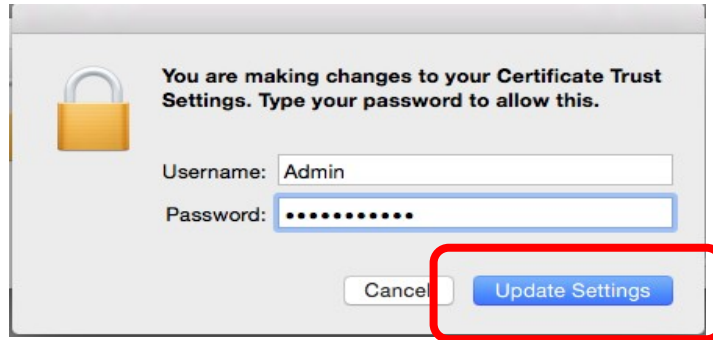 You are making changes to your Certificate Trust
Settings. Type your password to allow this.
Username: Admin
Password: •••••••••••
Cancel Update Settings